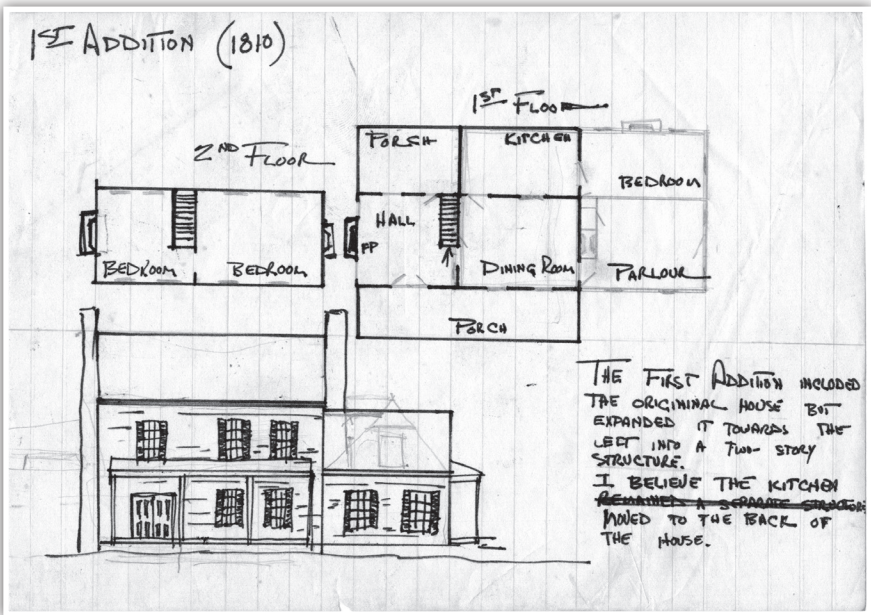 1ST ADDITION (1810)
1ST FLOOR
2ND FLOOR
PORCH
KITCHEN
BEDROOM
HALL
FP
BEDROOM
BEDROOM
DINING ROOM
PARLOUR
PORCH
THE FIRST ADDITION INCLUDED
THE ORIGIMINAL HOUSE BUT
EXPANDED IT TOWARDS THE
LEFT INTO A TWO-STORY
STRUCTURE.
I BELIEVE THE KITCHEN
REMAINED A SEPARATE STRUCTURE
MOVED TO THE BACK OF
THE HOUSE.